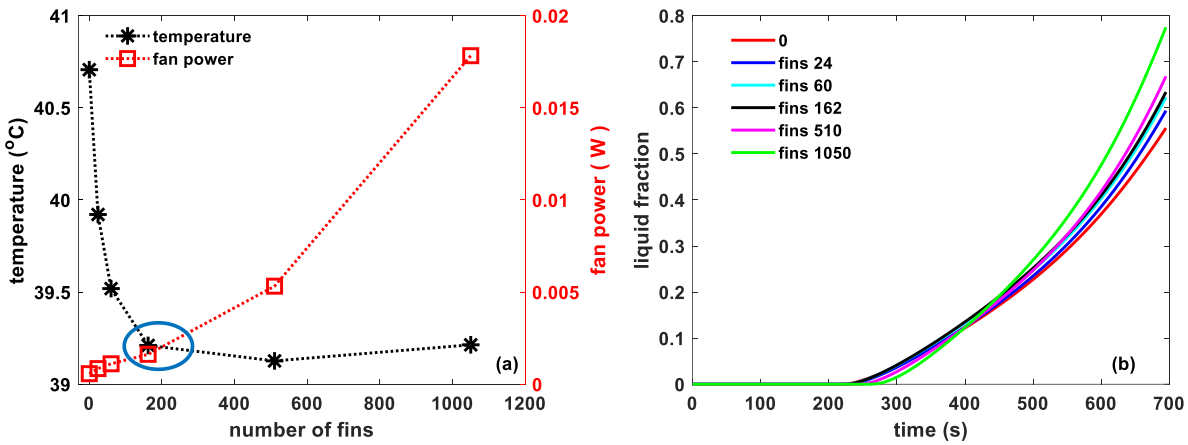 41
40.5
40
39.5
39
temperature (°C)
0
200
400
600
800
1000
1200
number of fins
0.02
0.015
0.01
0.005
0
fan power ( W )
temperature
fan power
(a)
0.8
0.7
0.6
0.5
0.4
0.3
0.2
0.1
0
liquid fraction
0
100
200
300
400
500
600
700
time (s)
0
fins 24
fins 60
fins 162
fins 510
fins 1050
(b)